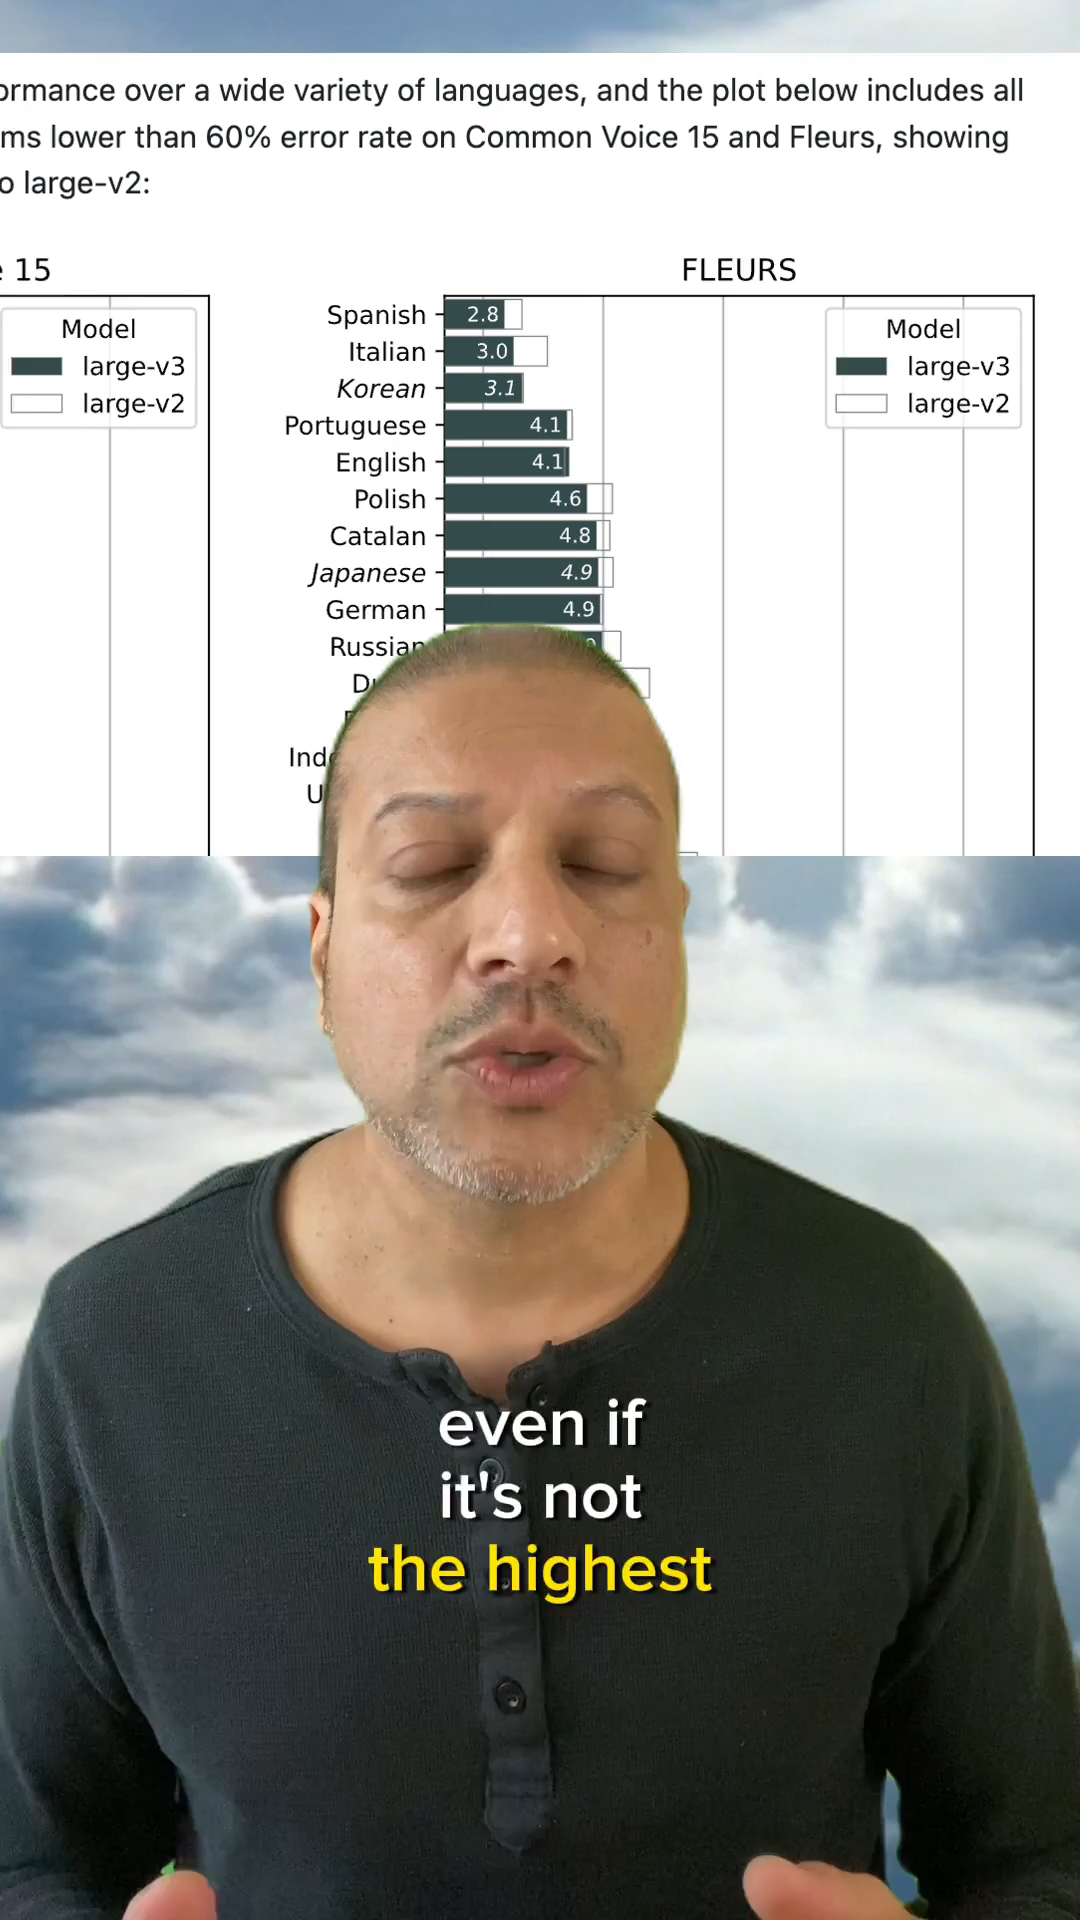 ormance over a wide variety of languages, and the plot below includes all
ms lower than 60% error rate on Common Voice 15 and Fleurs, showing
o large-v2:
e 15
Model
large-v3
large-v2
FLEURS
Model
large-v3
large-v2
Spanish 2.8
Italian 3.0
Korean 3.1
Portuguese 4.1
English 4.1
Polish 4.6
Catalan 4.8
Japanese 4.9
German 4.9
Russian
even if
it's not
the highest